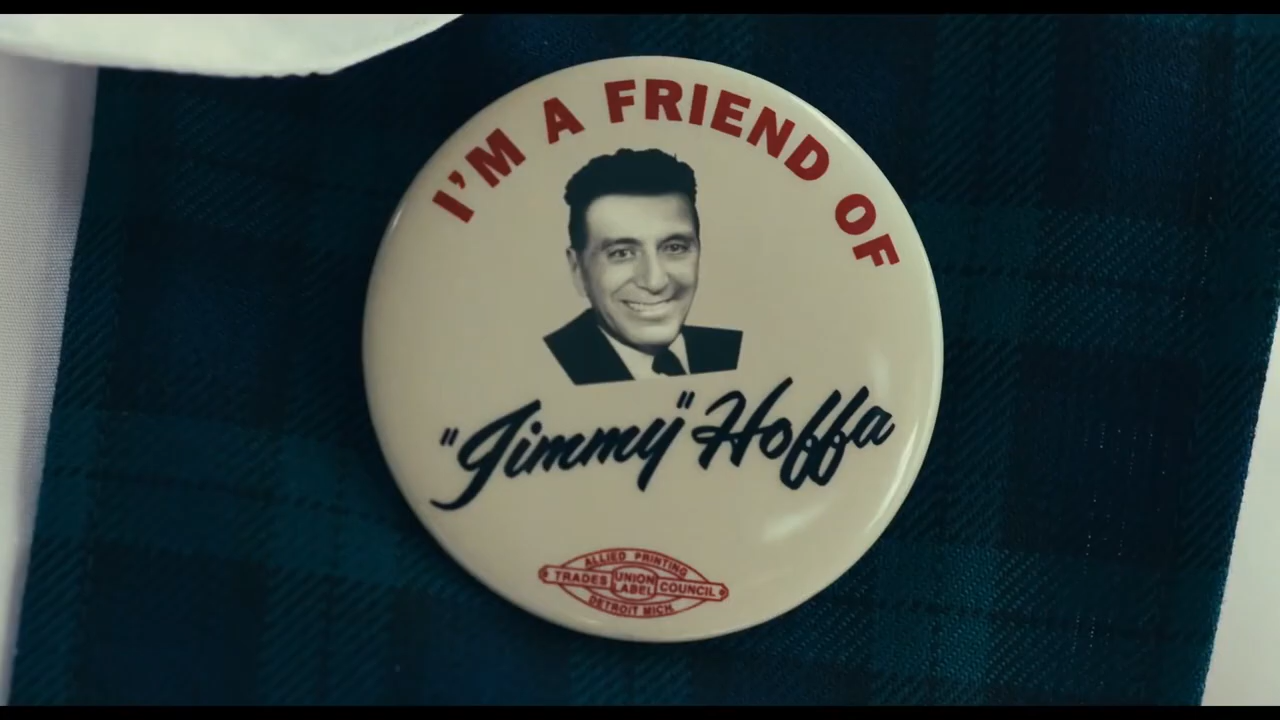 I'M A FRIEND OF
"Jimmy" Hoffa
ALLIED PRINTING
TRADES UNION LABEL COUNCIL
DETROIT MICH.